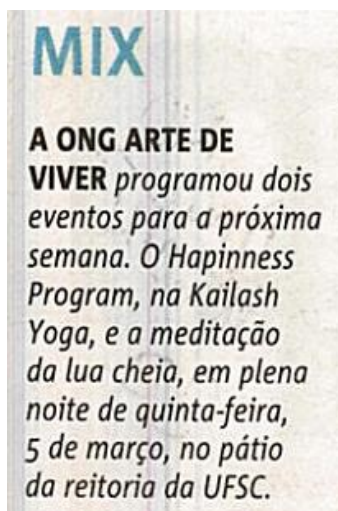 MIX
A ONG ARTE DE
VIVER programou dois
eventos para a próxima
semana. O Hapinness
Program, na Kailash
Yoga, e a meditação
da lua cheia, em plena
noite de quinta-feira,
5 de março, no pátio
da reitoria da UFSC.